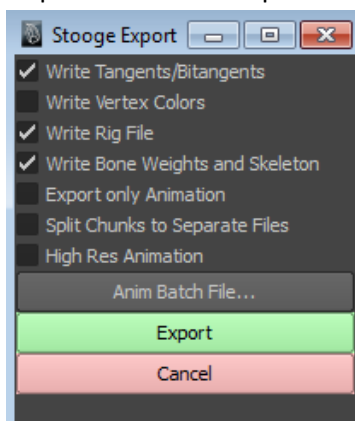 Stooge Export
Write Tangents/Bitangents
Write Vertex Colors
Write Rig File
Write Bone Weights and Skeleton
Export only Animation
Split Chunks to Separate Files
High Res Animation
Anim Batch File...
Export
Cancel